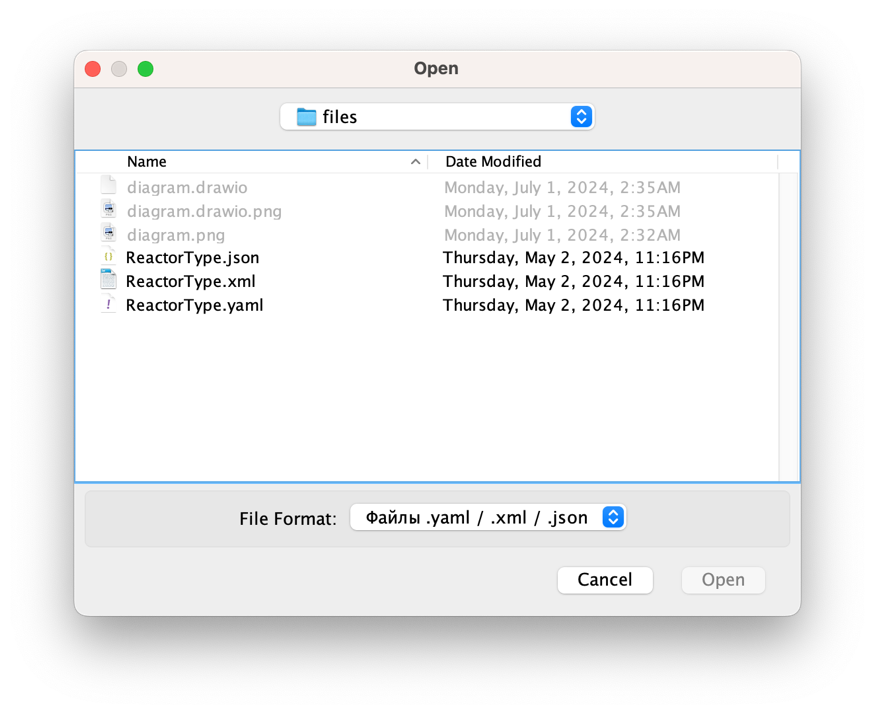 Open
files
Name Date Modified
diagram.drawio Monday, July 1, 2024, 2:35AM
diagram.drawio.png Monday, July 1, 2024, 2:35AM
diagram.png Monday, July 1, 2024, 2:32AM
ReactorType.json Thursday, May 2, 2024, 11:16PM
ReactorType.xml Thursday, May 2, 2024, 11:16PM
ReactorType.yaml Thursday, May 2, 2024, 11:16PM
File Format: Файлы .yaml / .xml / .json
Cancel Open